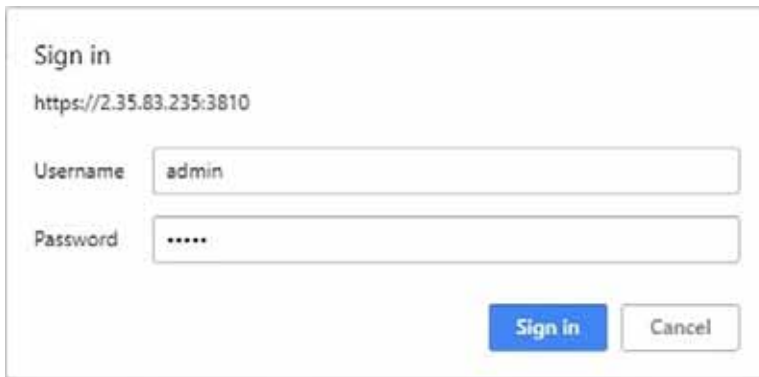 Sign in
https://2.35.83.235:3810
Username admin
Password •••••
Sign in Cancel